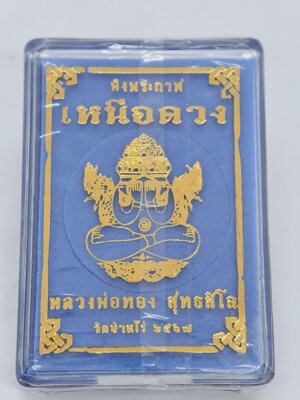 ปิดพระกาฬ
เหนือดวง
หลวงพ่อทอง สุทธสีโล
วัดบ้านไร่ ๒๕๖๗